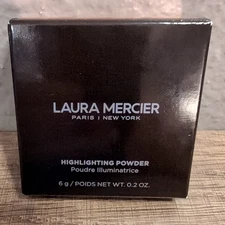 LAURA MERCIER
PARIS | NEW YORK
HIGHLIGHTING POWDER
Poudre Illuminatrice
6 g / POIDS NET WT. 0.2 OZ.